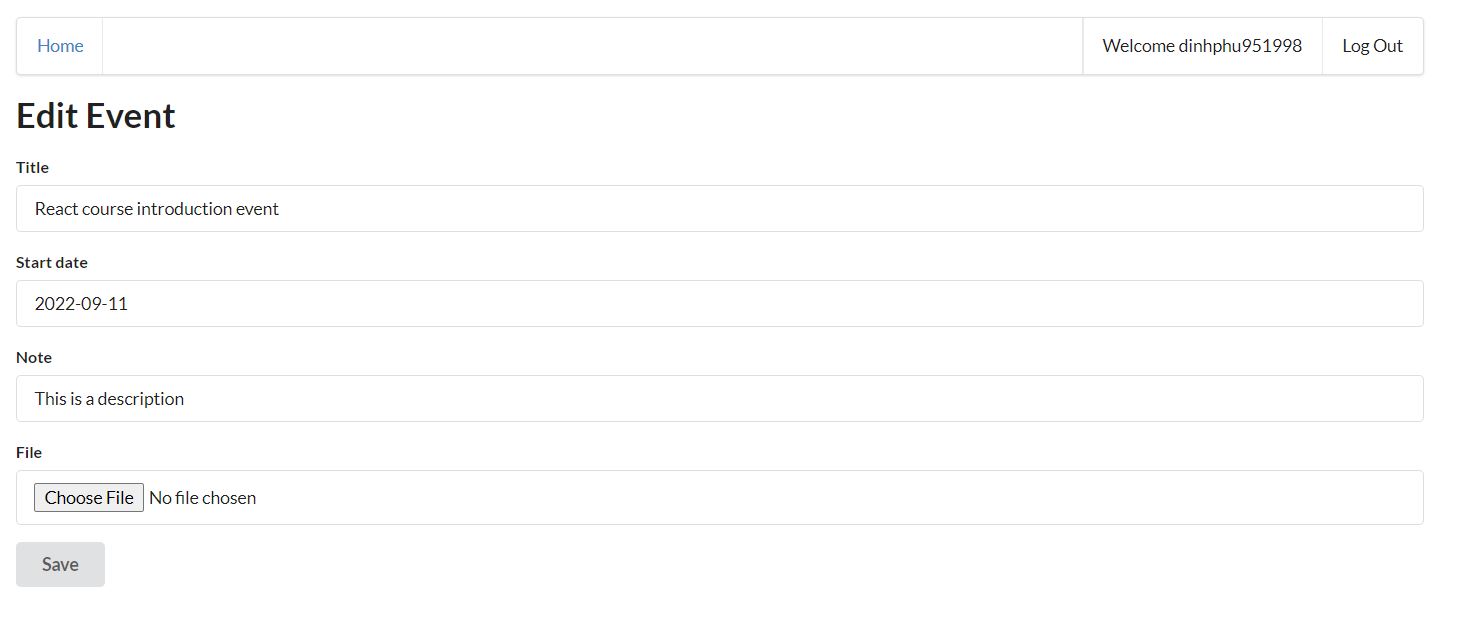 Home Welcome dinhphu951998 Log Out
Edit Event
Title
React course introduction event
Start date
2022-09-11
Note
This is a description
File
Choose File No file chosen
Save